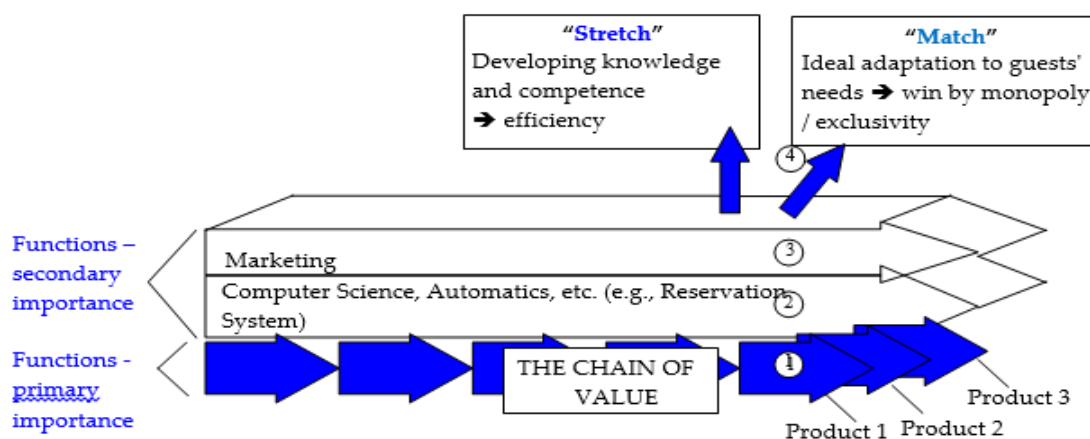 “Stretch”
Developing knowledge
and competence
➔ efficiency
“Match”
Ideal adaptation to guests'
needs ➔ win by monopoly
/ exclusivity
4
Functions –
secondary
importance
3
Marketing
Computer Science, Automatics, etc. (e.g., Reservation
2
System)
Functions -
primary
importance
THE CHAIN OF
VALUE
1
Product 1
Product 2
Product 3